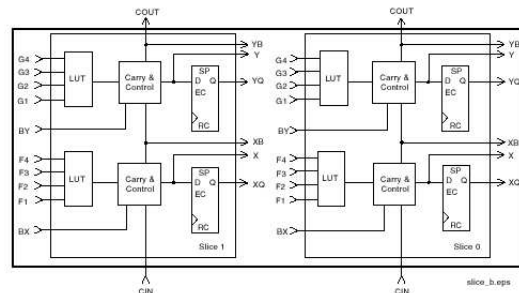 COUT COUT
YB YB
G4 G4
Y Y
G3 G3
SP SP
LUT LUT
Carry & Control Carry & Control
D Q D Q
YQ YQ
G2 G2
EC EC
G1 G1
BY BY
RC RC
XB XB
F4 F4
X X
F3 F3
SP SP
LUT LUT
Carry & Control Carry & Control
D Q D Q
XQ XQ
F2 F2
EC EC
F1 F1
BX BX
RC RC
Slice 1 Slice 0
slice_b.eps
CIN CIN